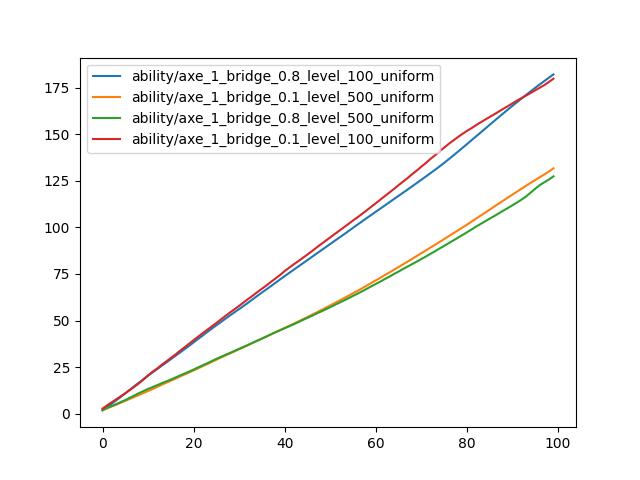 ability/axe_1_bridge_0.8_level_100_uniform
ability/axe_1_bridge_0.1_level_500_uniform
ability/axe_1_bridge_0.8_level_500_uniform
ability/axe_1_bridge_0.1_level_100_uniform
175
150
125
100
75
50
25
0
0 20 40 60 80 100